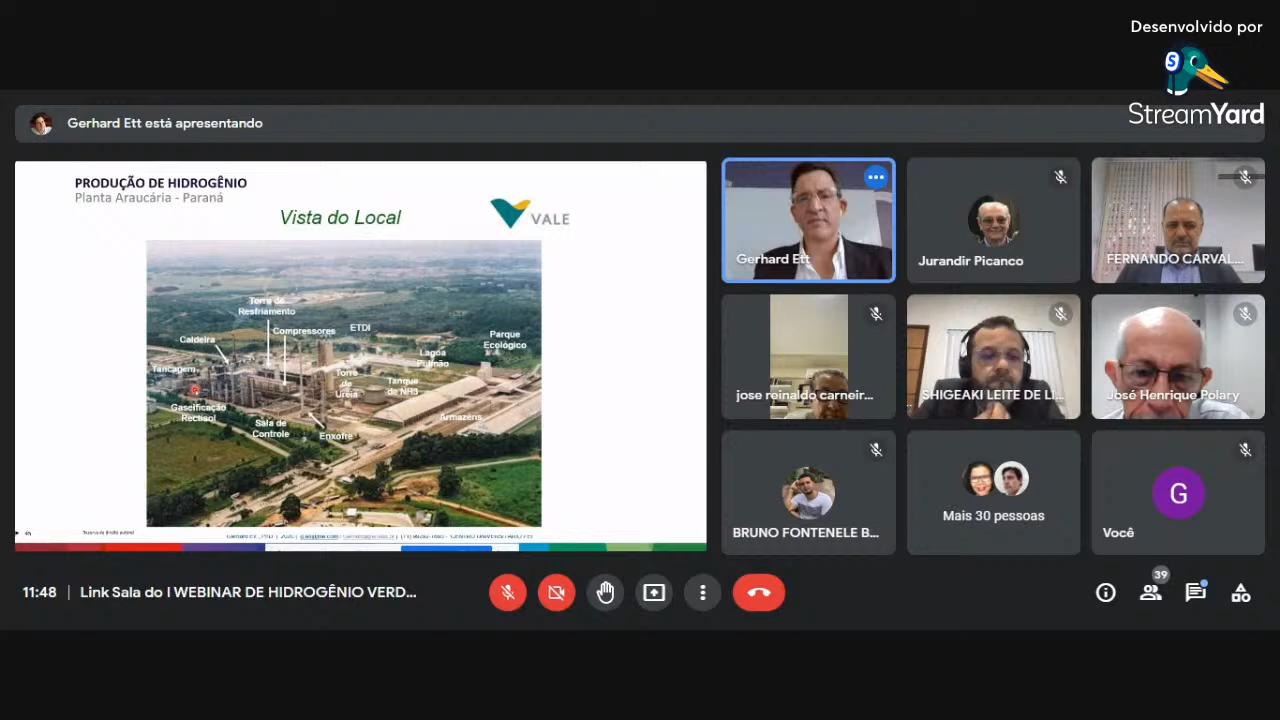 Desenvolvido por
StreamYard
Gerhard Ett está apresentando
PRODUÇÃO DE HIDROGÊNIO
Planta Araucária - Paraná
Vista do Local
VALE
Torre de
Resfriamento
Compressores
ETDI
Caldeira
Parque
Ecológico
Lagoa
Pulmão
Tancagem
Torre
de
Uréia
Tanque
de NH3
Gaseificação
Rectisol
Sala de
Controle
Enxofre
Armazéns
Gerhard Ett
Jurandir Picanco
FERNANDO CARVAL...
jose reinaldo carneir...
SHIGEAKI LEITE DE LI...
José Henrique Polary
BRUNO FONTENELE B...
Mais 30 pessoas
G
Você
11:48 | Link Sala do I WEBINAR DE HIDROGÊNIO VERD...
39